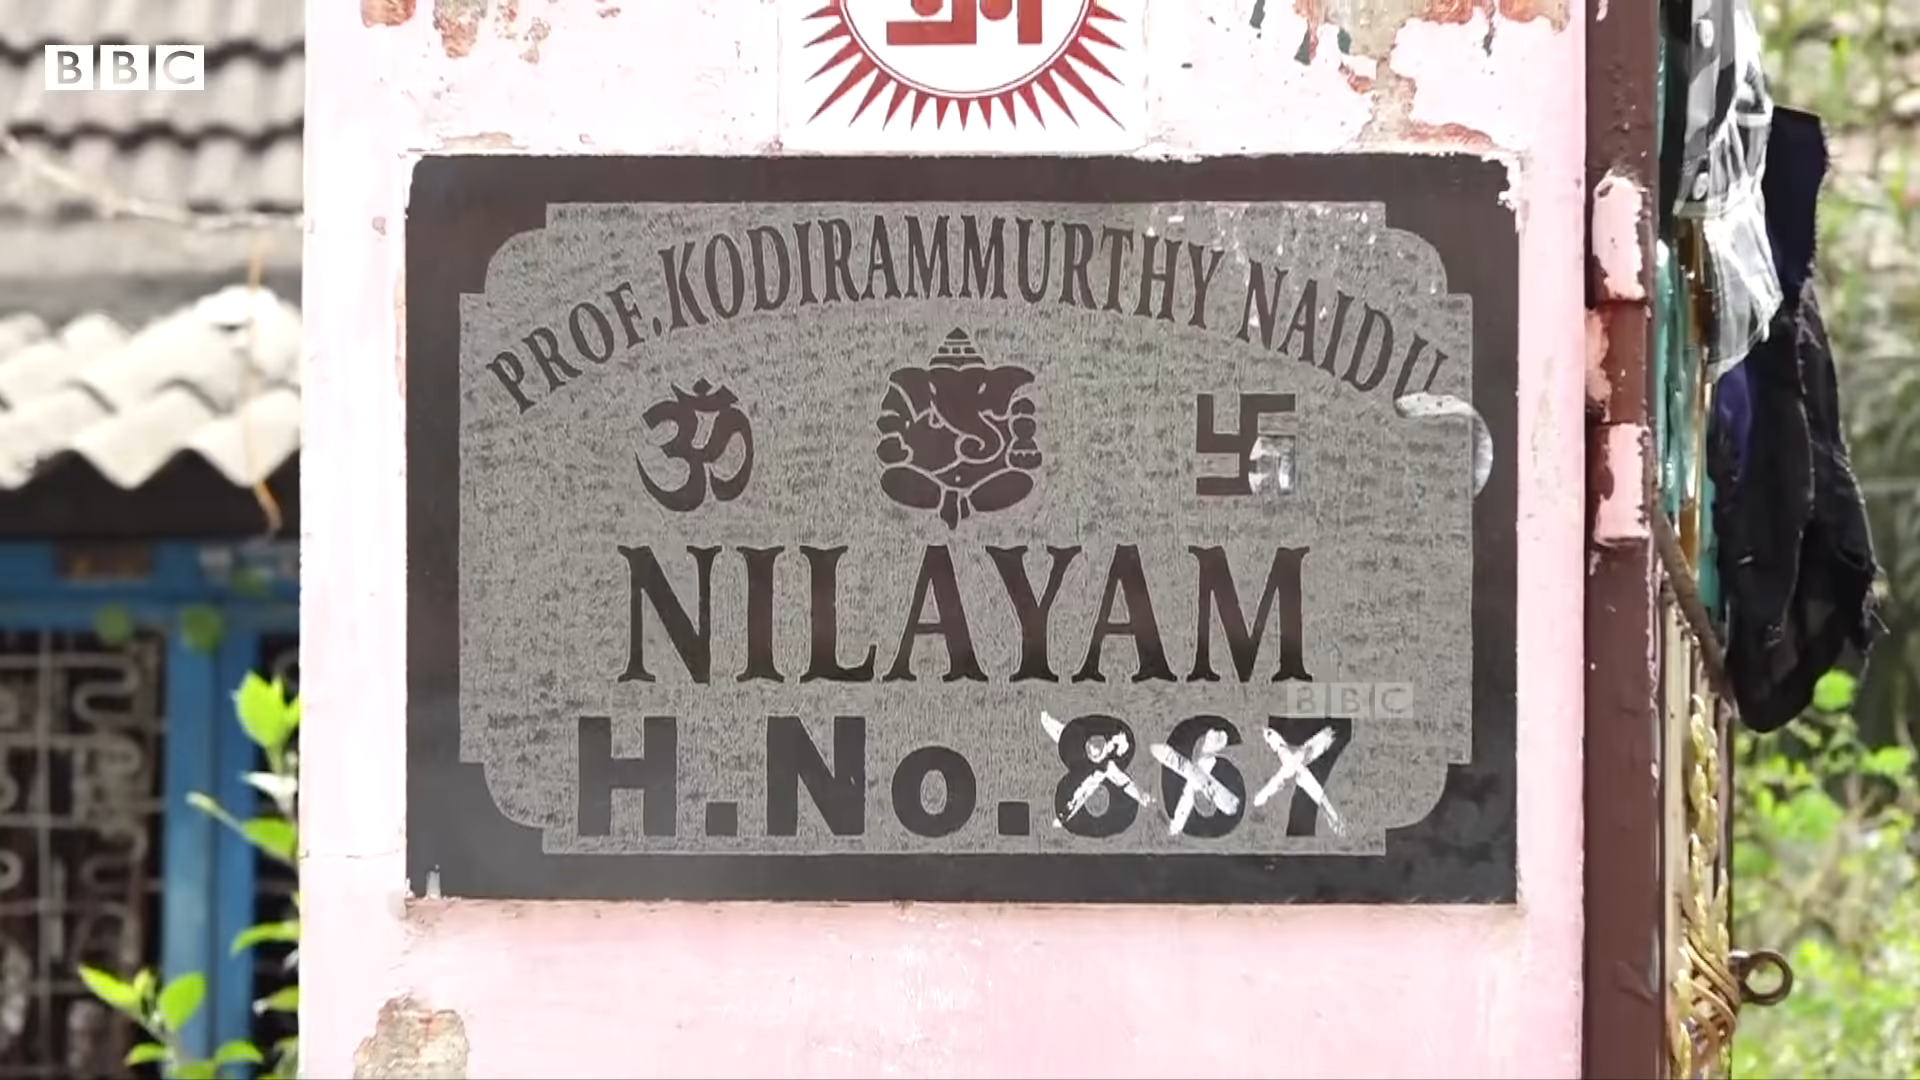 BBC
PROF. KODIRAMMURTHY NAIDU
ॐ
NILAYAM
BBC
H.No. 867